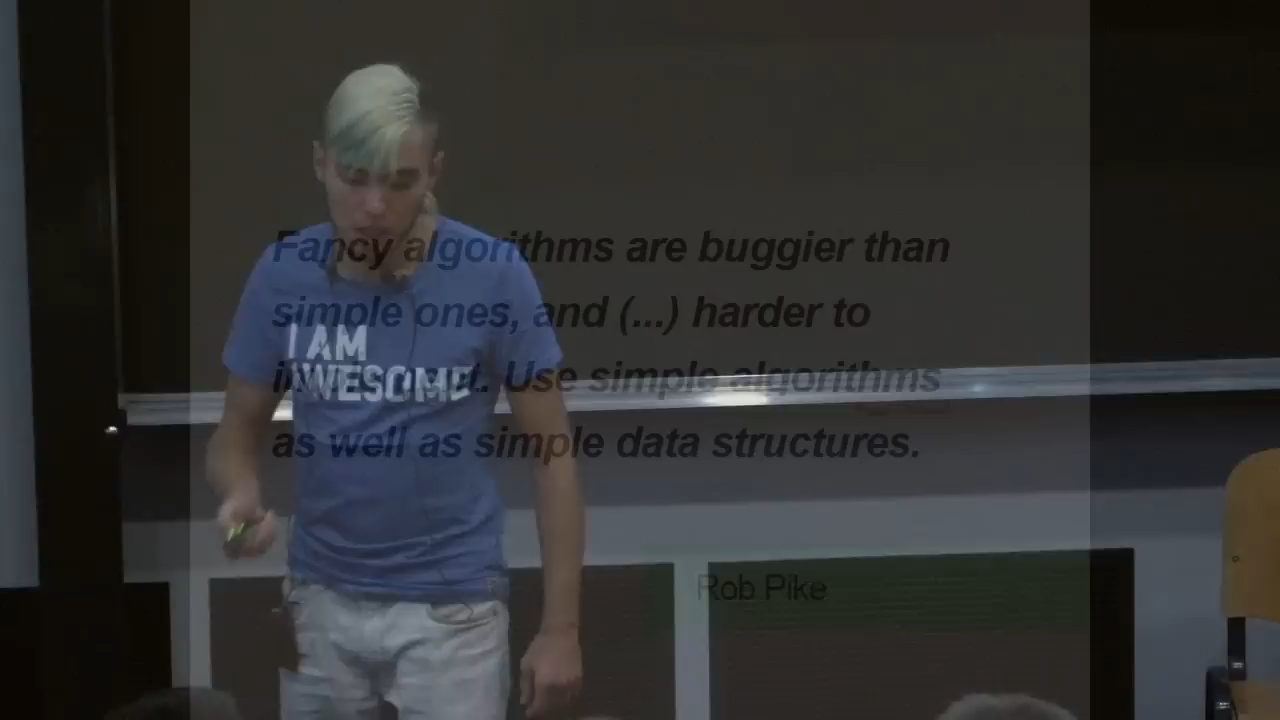 Fancy algorithms are buggier than
simple ones, and (...) harder to
I AM
AWESOME
. Use simple algorithms
as well as simple data structures.
Rob Pike